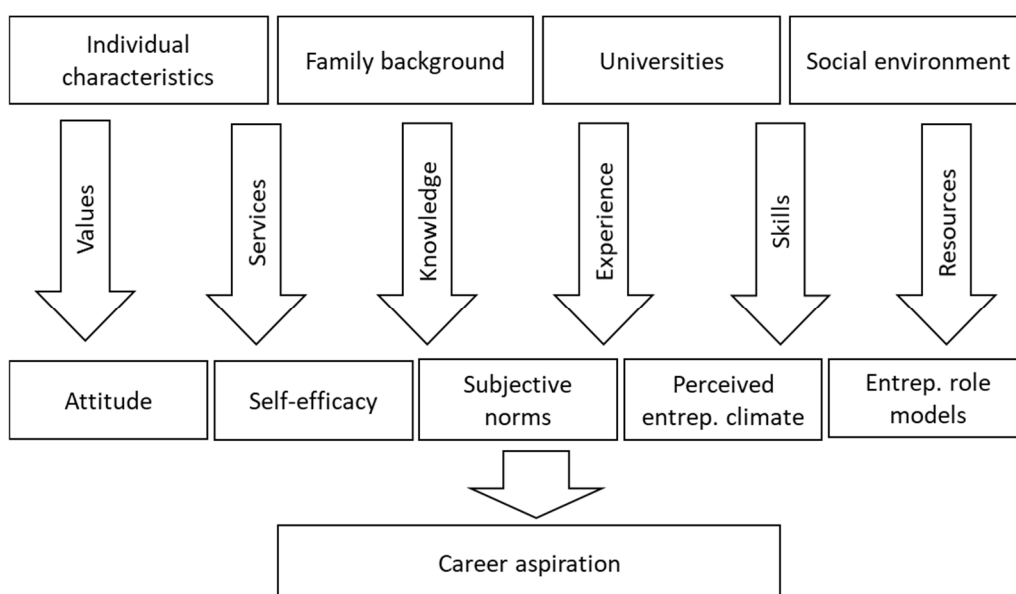 Individual
characteristics
Family background
Universities
Social environment
Values
Services
Knowledge
Experience
Skills
Resources
Attitude
Self-efficacy
Subjective
norms
Perceived
entrep. climate
Entrep. role
models
Career aspiration